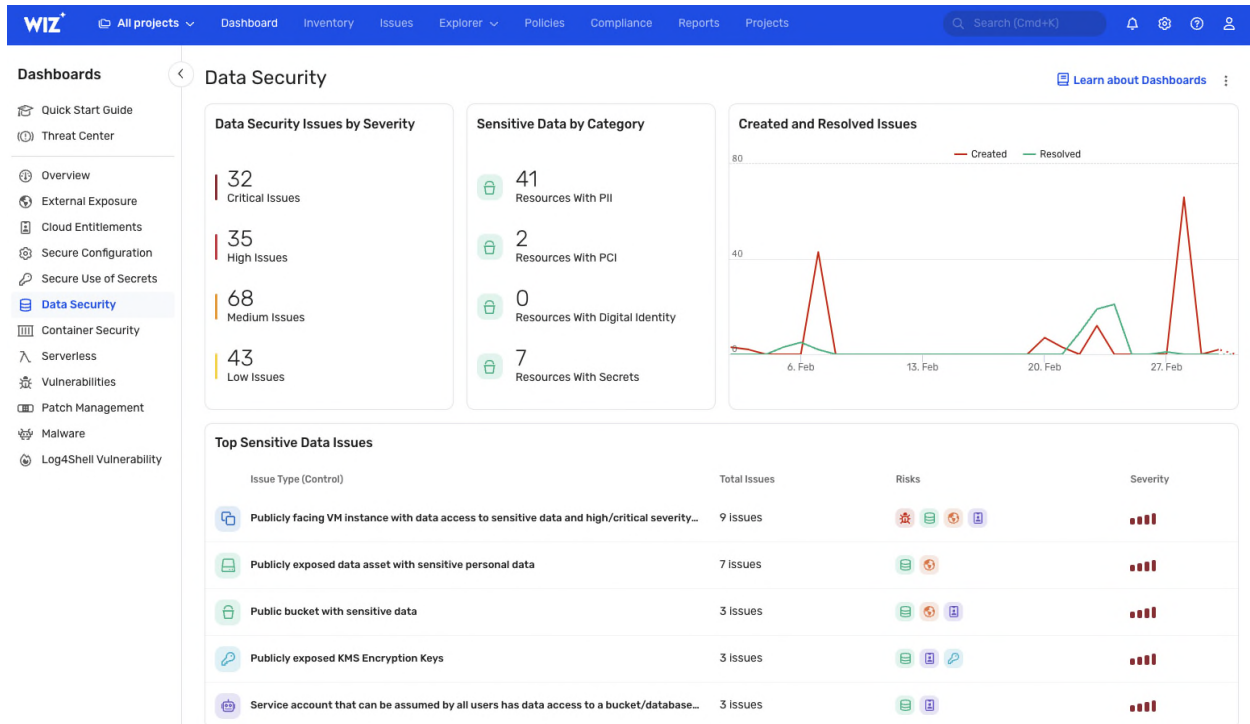 WIZ+
All projects
Dashboard
Inventory
Issues
Explorer
Policies
Compliance
Reports
Projects
Search (Cmd+K)
Dashboards
Quick Start Guide
Threat Center
Overview
External Exposure
Cloud Entitlements
Secure Configuration
Secure Use of Secrets
Data Security
Container Security
Serverless
Vulnerabilities
Patch Management
Malware
Log4Shell Vulnerability
Data Security
Learn about Dashboards
Data Security Issues by Severity
32
Critical Issues
35
High Issues
68
Medium Issues
43
Low Issues
Sensitive Data by Category
41
Resources With PII
2
Resources With PCI
0
Resources With Digital Identity
7
Resources With Secrets
Created and Resolved Issues
Created
Resolved
80
40
0
6. Feb
13. Feb
20. Feb
27. Feb
Top Sensitive Data Issues
Issue Type (Control)
Total Issues
Risks
Severity
Publicly facing VM instance with data access to sensitive data and high/critical severity...
9 issues
Publicly exposed data asset with sensitive personal data
7 issues
Public bucket with sensitive data
3 issues
Publicly exposed KMS Encryption Keys
3 issues
Service account that can be assumed by all users has data access to a bucket/database...
3 issues